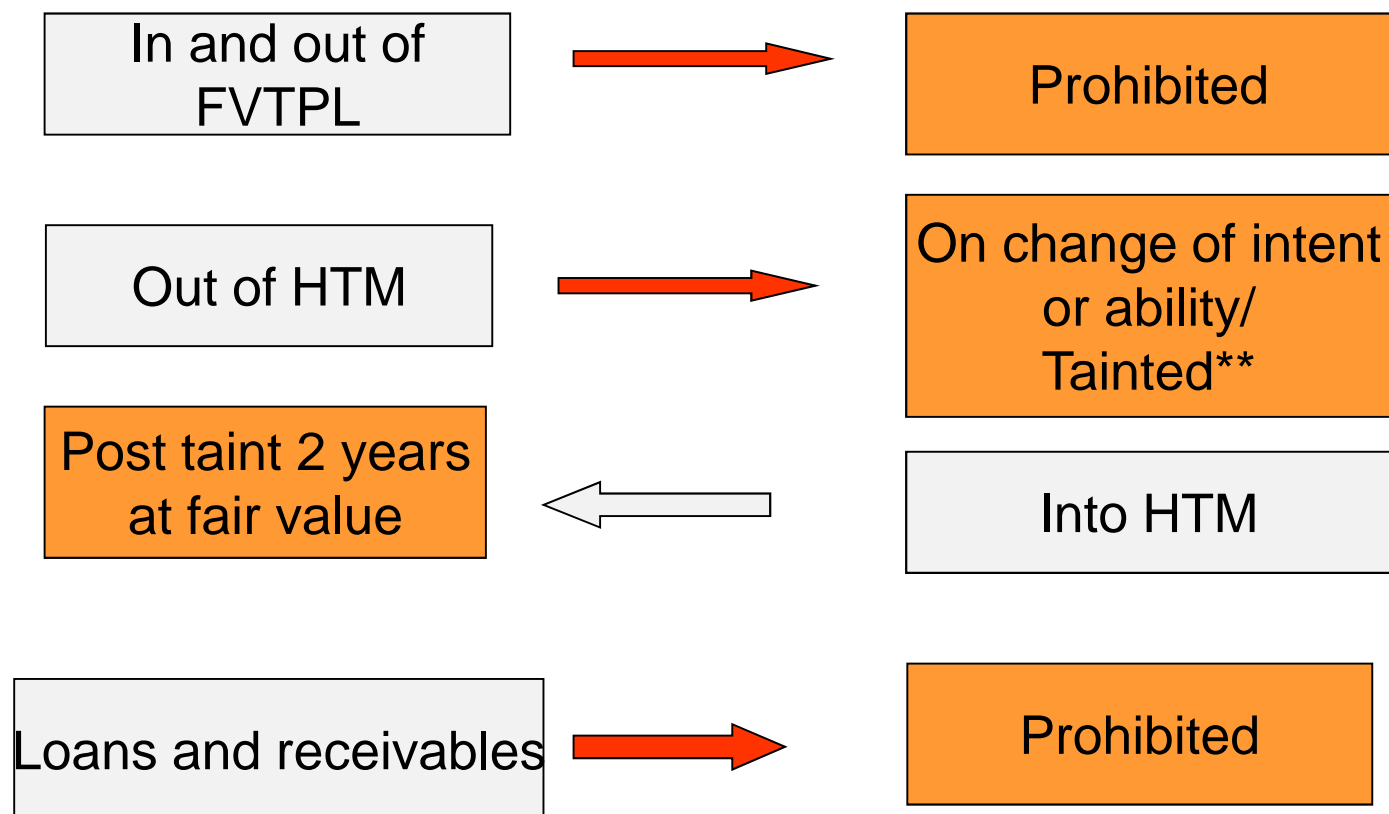 In and out of
FVTPL
Prohibited
Out of HTM
On change of intent
or ability/
Tainted**
Post taint 2 years
at fair value
Into HTM
Loans and receivables
Prohibited